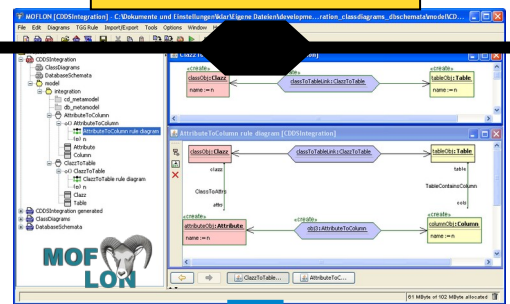 MOFLON [CDDSIntegration] - C:\Dokumente und Einstellungen\klar\Eigene Dateien\developme...ration_classdiagrams_dbschemata\model\CD...
File Edit Diagrams TGG Rule Import/Export Tools Options Window
CDDSIntegration
ClassDiagrams
DatabaseSchemata
model
integration
cd_metamodel
db_metamodel
AttributeToColumn
AttributeToColumn
AttributeToColumn rule diagram
n
Attribute
Column
ClazzToTable
ClazzToTable
ClazzToTable rule diagram
n
Clazz
Table
CDDSIntegration generated
ClassDiagrams
DatabaseSchemata
MOF
LON
«create»
classObj:Clazz
name := n
classToTableLink:ClazzToTable
«create»
tableObj:Table
name := n
AttributeToColumn rule diagram [CDDSIntegration]
classObj:Clazz
classToTableLink:ClazzToTable
tableObj:Table
clazz
table
ClassToAttrs
TableContainsColumn
attrs
cols
«create»
attributeObj:Attribute
name := n
«create»
obj3:AttributeToColumn
«create»
columnObj:Column
name := n
ClazzToTable...
AttributeToC...
61 MByte of 102 MByte allocated